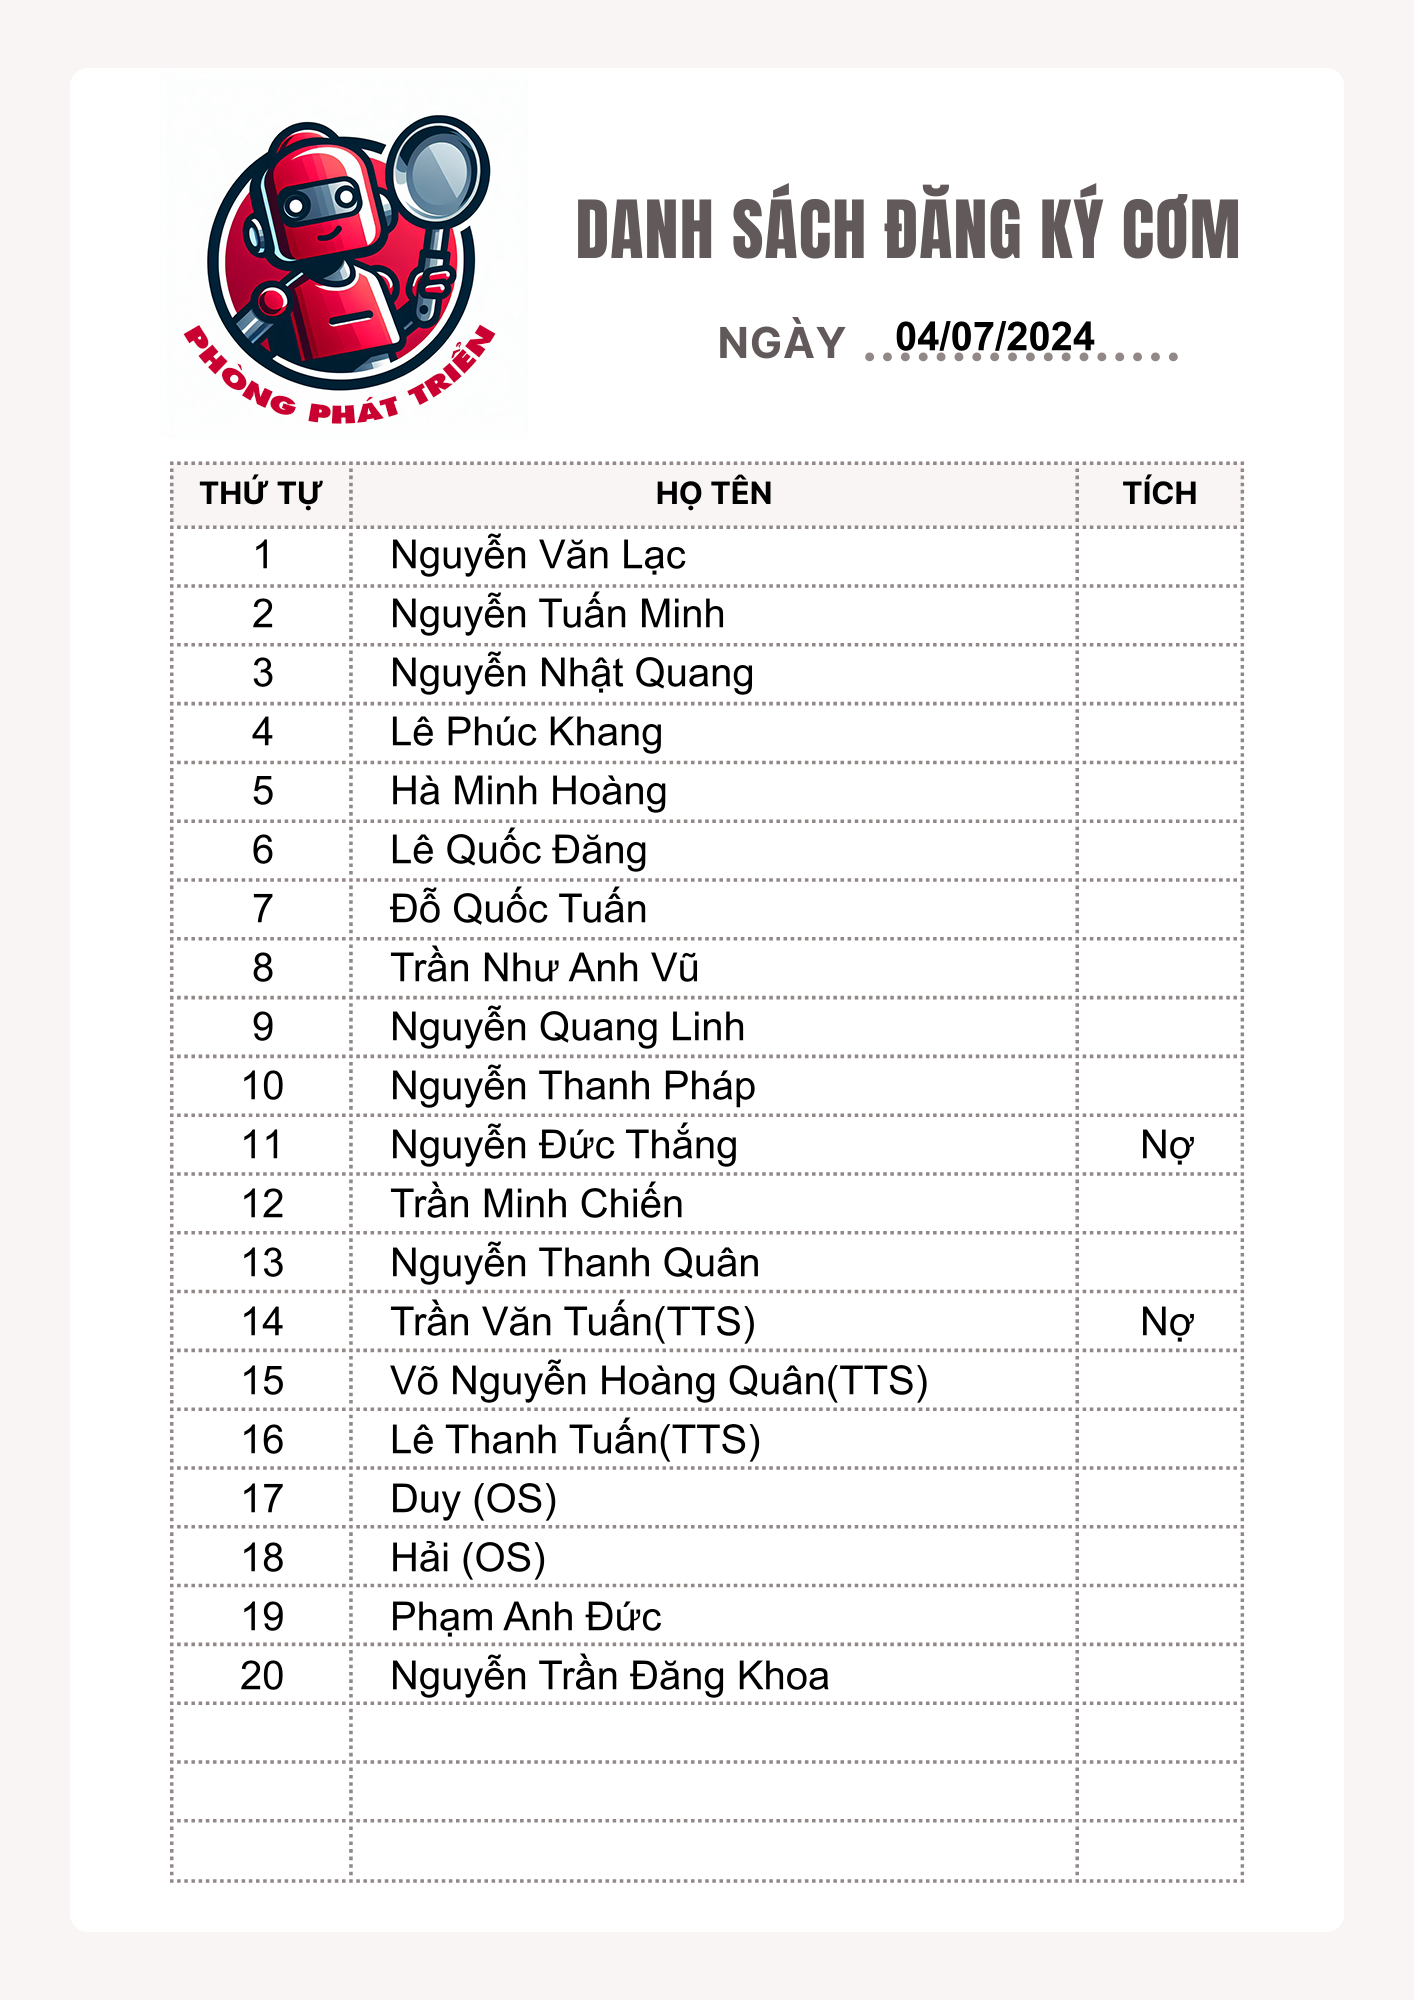 PHÒNG PHÁT TRIỂN
DANH SÁCH ĐĂNG KÝ CƠM
NGÀY 04/07/2024
THỨ TỰ HỌ TÊN TÍCH
1 Nguyễn Văn Lạc
2 Nguyễn Tuấn Minh
3 Nguyễn Nhật Quang
4 Lê Phúc Khang
5 Hà Minh Hoàng
6 Lê Quốc Đăng
7 Đỗ Quốc Tuấn
8 Trần Như Anh Vũ
9 Nguyễn Quang Linh
10 Nguyễn Thanh Pháp
11 Nguyễn Đức Thắng Nợ
12 Trần Minh Chiến
13 Nguyễn Thanh Quân
14 Trần Văn Tuấn(TTS) Nợ
15 Võ Nguyễn Hoàng Quân(TTS)
16 Lê Thanh Tuấn(TTS)
17 Duy (OS)
18 Hải (OS)
19 Phạm Anh Đức
20 Nguyễn Trần Đăng Khoa